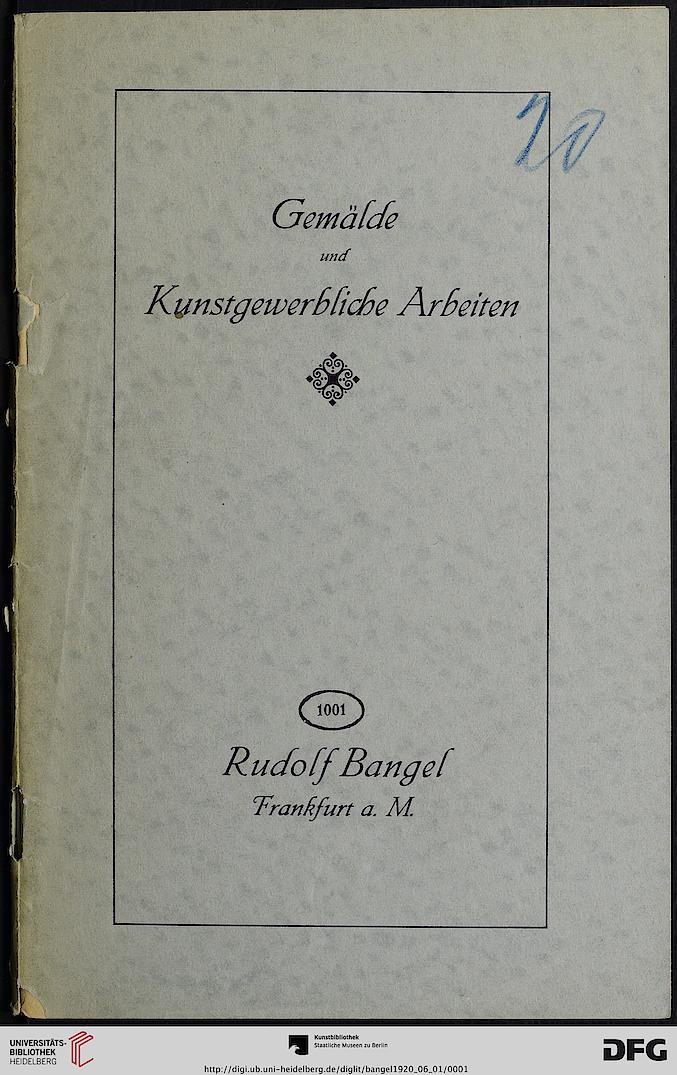 20
Gemälde
und
Kunstgewerbliche Arbeiten
1001
Rudolf Bangel
Frankfurt a. M.
UNIVERSITÄTS-
BIBLIOTHEK
HEIDELBERG
Kunstbibliothek
Staatliche Museen zu Berlin
DFG
http://digi.ub.uni-heidelberg.de/diglit/bangel1920_06_01/0001